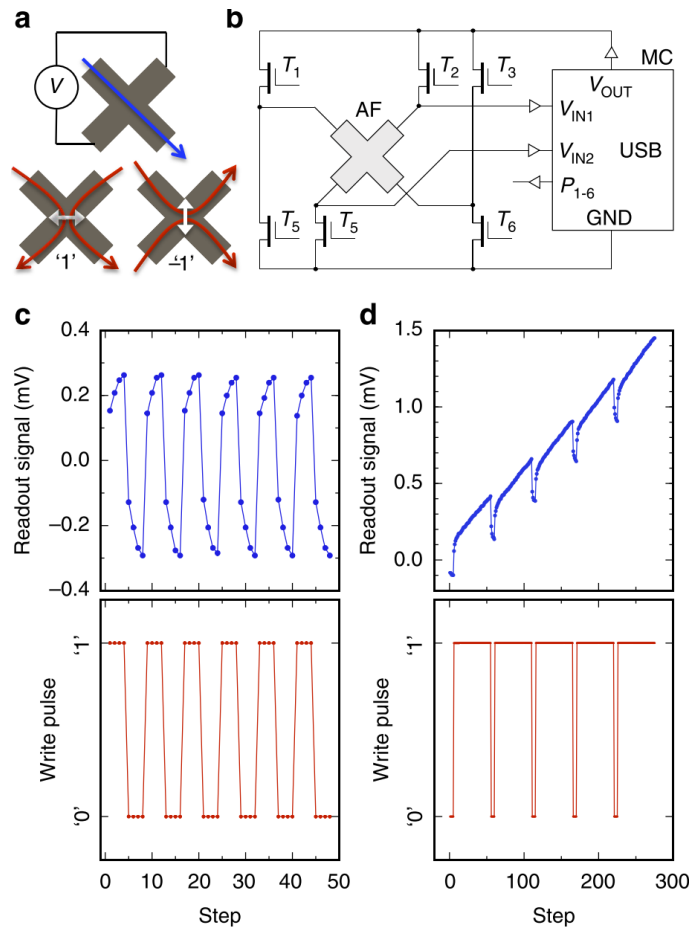 a
V
‘1’
‘–1’
b
MC
T1
T2
T3
AF
VOUT
VIN1
VIN2
USB
P1-6
GND
T5
T5
T6
c
0.4
0.2
0.0
−0.2
−0.4
Readout signal (mV)
‘1’
‘0’
Write pulse
0 10 20 30 40 50
Step
d
1.5
1.0
0.5
0.0
Readout signal (mV)
‘1’
‘0’
Write pulse
0 100 200 300
Step